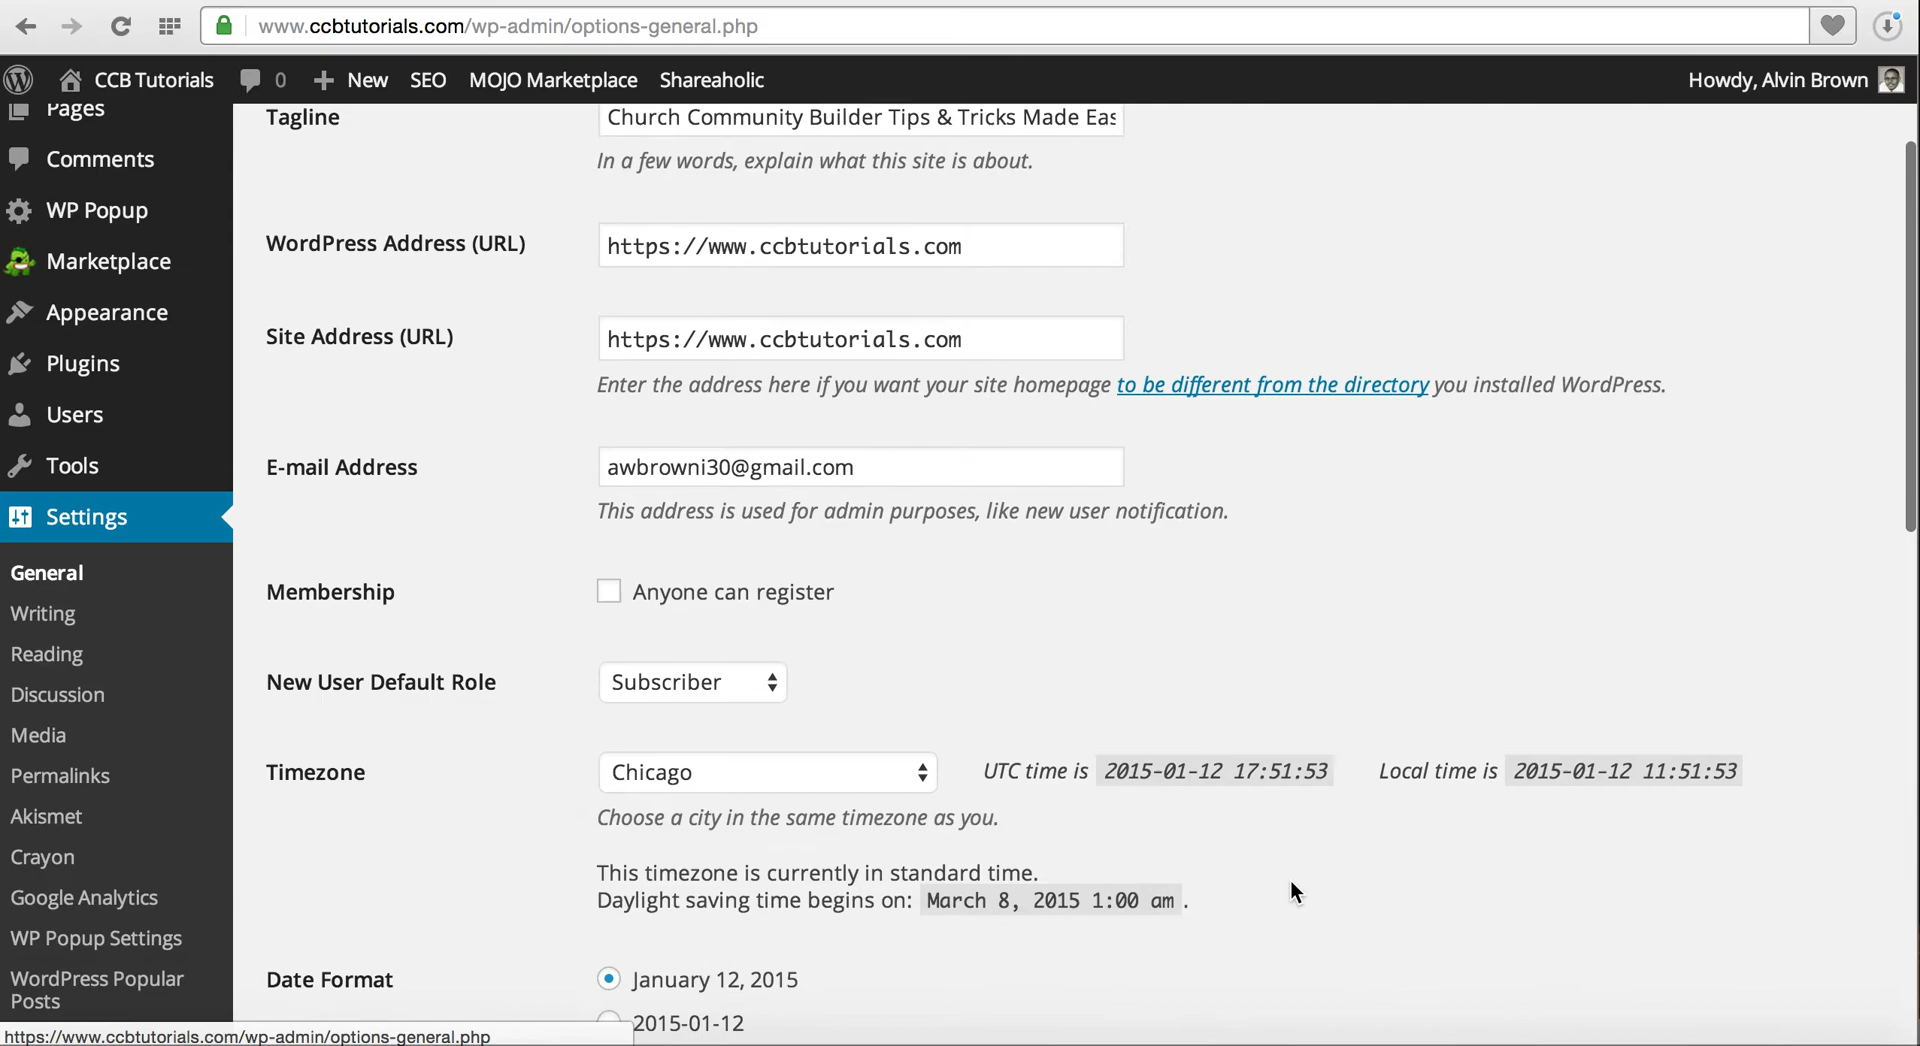 www.ccbtutorials.com/wp-admin/options-general.php
CCB Tutorials 0 New SEO MOJO Marketplace Shareaholic Howdy, Alvin Brown
Pages
Comments
WP Popup
Marketplace
Appearance
Plugins
Users
Tools
Settings
General
Writing
Reading
Discussion
Media
Permalinks
Akismet
Crayon
Google Analytics
WP Popup Settings
WordPress Popular
Posts
Tagline Church Community Builder Tips & Tricks Made Eas
In a few words, explain what this site is about.
WordPress Address (URL) https://www.ccbtutorials.com
Site Address (URL) https://www.ccbtutorials.com
Enter the address here if you want your site homepage to be different from the directory you installed WordPress.
E-mail Address awbrowni30@gmail.com
This address is used for admin purposes, like new user notification.
Membership Anyone can register
New User Default Role Subscriber
Timezone Chicago UTC time is 2015-01-12 17:51:53 Local time is 2015-01-12 11:51:53
Choose a city in the same timezone as you.
This timezone is currently in standard time.
Daylight saving time begins on: March 8, 2015 1:00 am .
Date Format January 12, 2015
2015-01-12
https://www.ccbtutorials.com/wp-admin/options-general.php